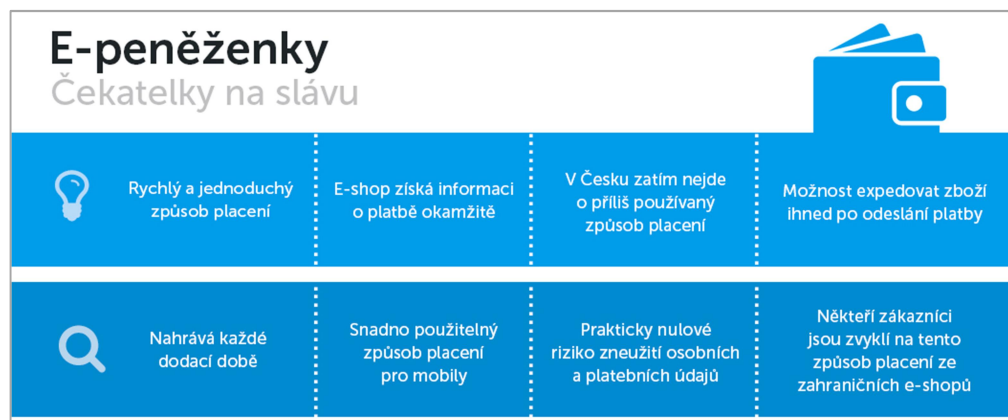 E-peněženky
Čekatelky na slávu
Rychlý a jednoduchý
způsob placení
E-shop získá informaci
o platbě okamžitě
V Česku zatím nejde
o příliš používaný
způsob placení
Možnost expedovat zboží
ihned po odeslání platby
Nahrává každé
dodací době
Snadno použitelný
způsob placení
pro mobily
Prakticky nulové
riziko zneužití osobních
a platebních údajů
Někteří zákazníci
jsou zvyklí na tento
způsob placení ze
zahraničních e-shopů